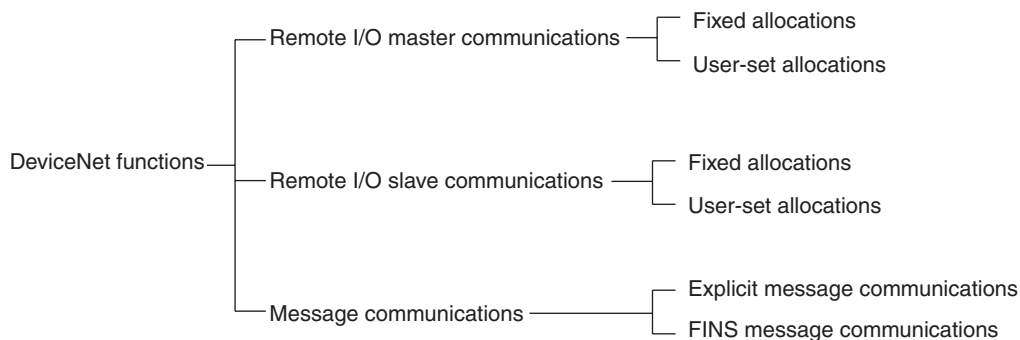 DeviceNet functions
Remote I/O master communications
Fixed allocations
User-set allocations
Remote I/O slave communications
Fixed allocations
User-set allocations
Message communications
Explicit message communications
FINS message communications